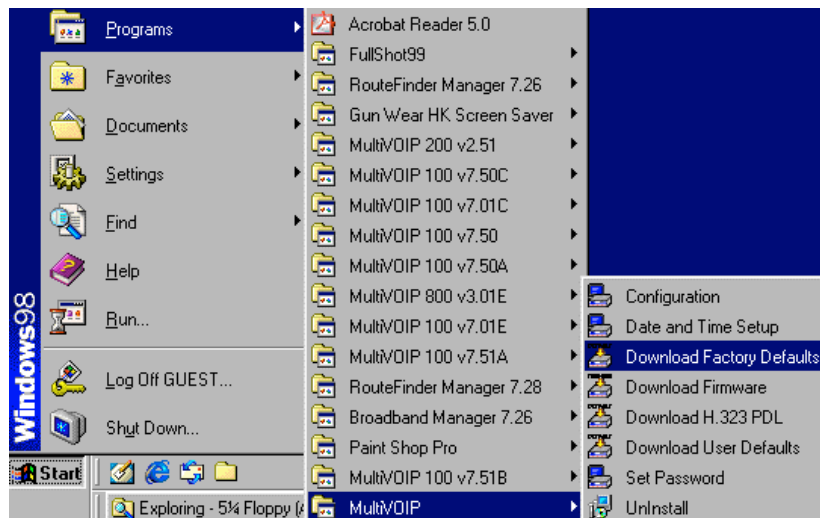 Programs
Favorites
Documents
Settings
Find
Help
Run...
Log Off GUEST...
Shut Down...
Windows98
Start
Exploring - 5¼ Floppy (
Acrobat Reader 5.0
FullShot99
RouteFinder Manager 7.26
Gun Wear HK Screen Saver
MultiVOIP 200 v2.51
MultiVOIP 100 v7.50C
MultiVOIP 100 v7.01C
MultiVOIP 100 v7.50
MultiVOIP 100 v7.50A
MultiVOIP 800 v3.01E
MultiVOIP 100 v7.01E
MultiVOIP 100 v7.51A
RouteFinder Manager 7.28
Broadband Manager 7.26
Paint Shop Pro
MultiVOIP 100 v7.51B
MultiVOIP
Configuration
Date and Time Setup
Download Factory Defaults
Download Firmware
Download H.323 PDL
Download User Defaults
Set Password
UnInstall